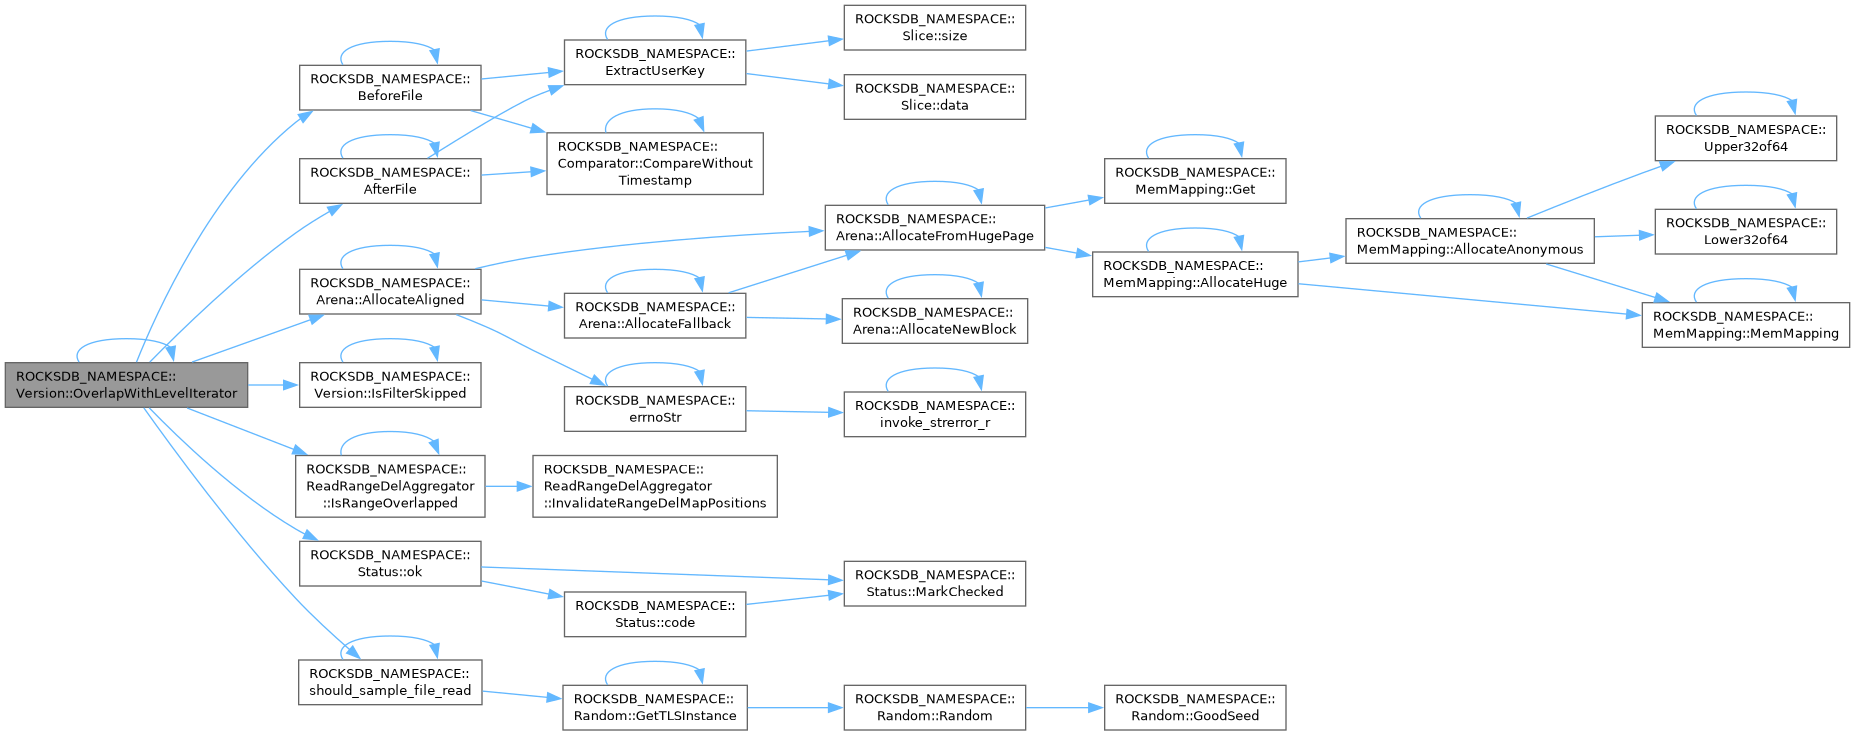 ROCKSDB_NAMESPACE::
Version::OverlapWithLevelIterator
ROCKSDB_NAMESPACE::
BeforeFile
ROCKSDB_NAMESPACE::
AfterFile
ROCKSDB_NAMESPACE::
Arena::AllocateAligned
ROCKSDB_NAMESPACE::
Version::IsFilterSkipped
ROCKSDB_NAMESPACE::
ReadRangeDelAggregator
::IsRangeOverlapped
ROCKSDB_NAMESPACE::
Status::ok
ROCKSDB_NAMESPACE::
should_sample_file_read
ROCKSDB_NAMESPACE::
ExtractUserKey
ROCKSDB_NAMESPACE::
Comparator::CompareWithout
Timestamp
ROCKSDB_NAMESPACE::
Arena::AllocateFallback
ROCKSDB_NAMESPACE::
errnoStr
ROCKSDB_NAMESPACE::
ReadRangeDelAggregator
::InvalidateRangeDelMapPositions
ROCKSDB_NAMESPACE::
Status::code
ROCKSDB_NAMESPACE::
Random::GetTLSInstance
ROCKSDB_NAMESPACE::
Slice::size
ROCKSDB_NAMESPACE::
Slice::data
ROCKSDB_NAMESPACE::
Arena::AllocateFromHugePage
ROCKSDB_NAMESPACE::
Arena::AllocateNewBlock
ROCKSDB_NAMESPACE::
invoke_strerror_r
ROCKSDB_NAMESPACE::
Status::MarkChecked
ROCKSDB_NAMESPACE::
Random::Random
ROCKSDB_NAMESPACE::
MemMapping::Get
ROCKSDB_NAMESPACE::
MemMapping::AllocateHuge
ROCKSDB_NAMESPACE::
Random::GoodSeed
ROCKSDB_NAMESPACE::
MemMapping::AllocateAnonymous
ROCKSDB_NAMESPACE::
Upper32of64
ROCKSDB_NAMESPACE::
Lower32of64
ROCKSDB_NAMESPACE::
MemMapping::MemMapping